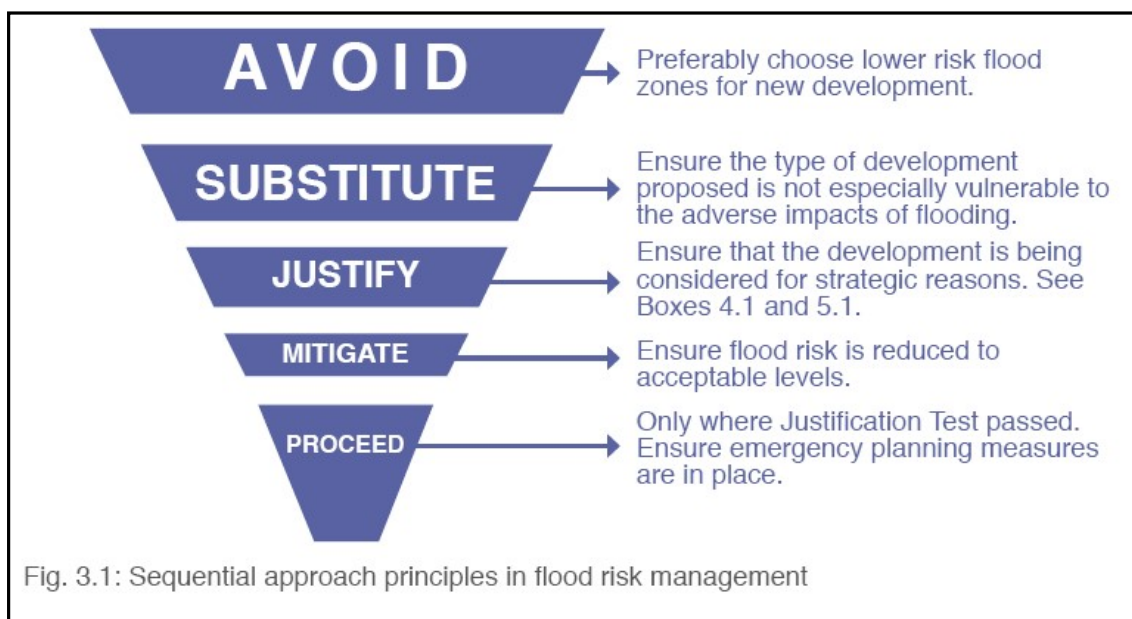 AVOID
Preferably choose lower risk flood
zones for new development.
SUBSTITUTE
Ensure the type of development
proposed is not especially vulnerable to
the adverse impacts of flooding.
JUSTIFY
Ensure that the development is being
considered for strategic reasons. See
Boxes 4.1 and 5.1.
MITIGATE
Ensure flood risk is reduced to
acceptable levels.
PROCEED
Only where Justification Test passed.
Ensure emergency planning measures
are in place.
Fig. 3.1: Sequential approach principles in flood risk management